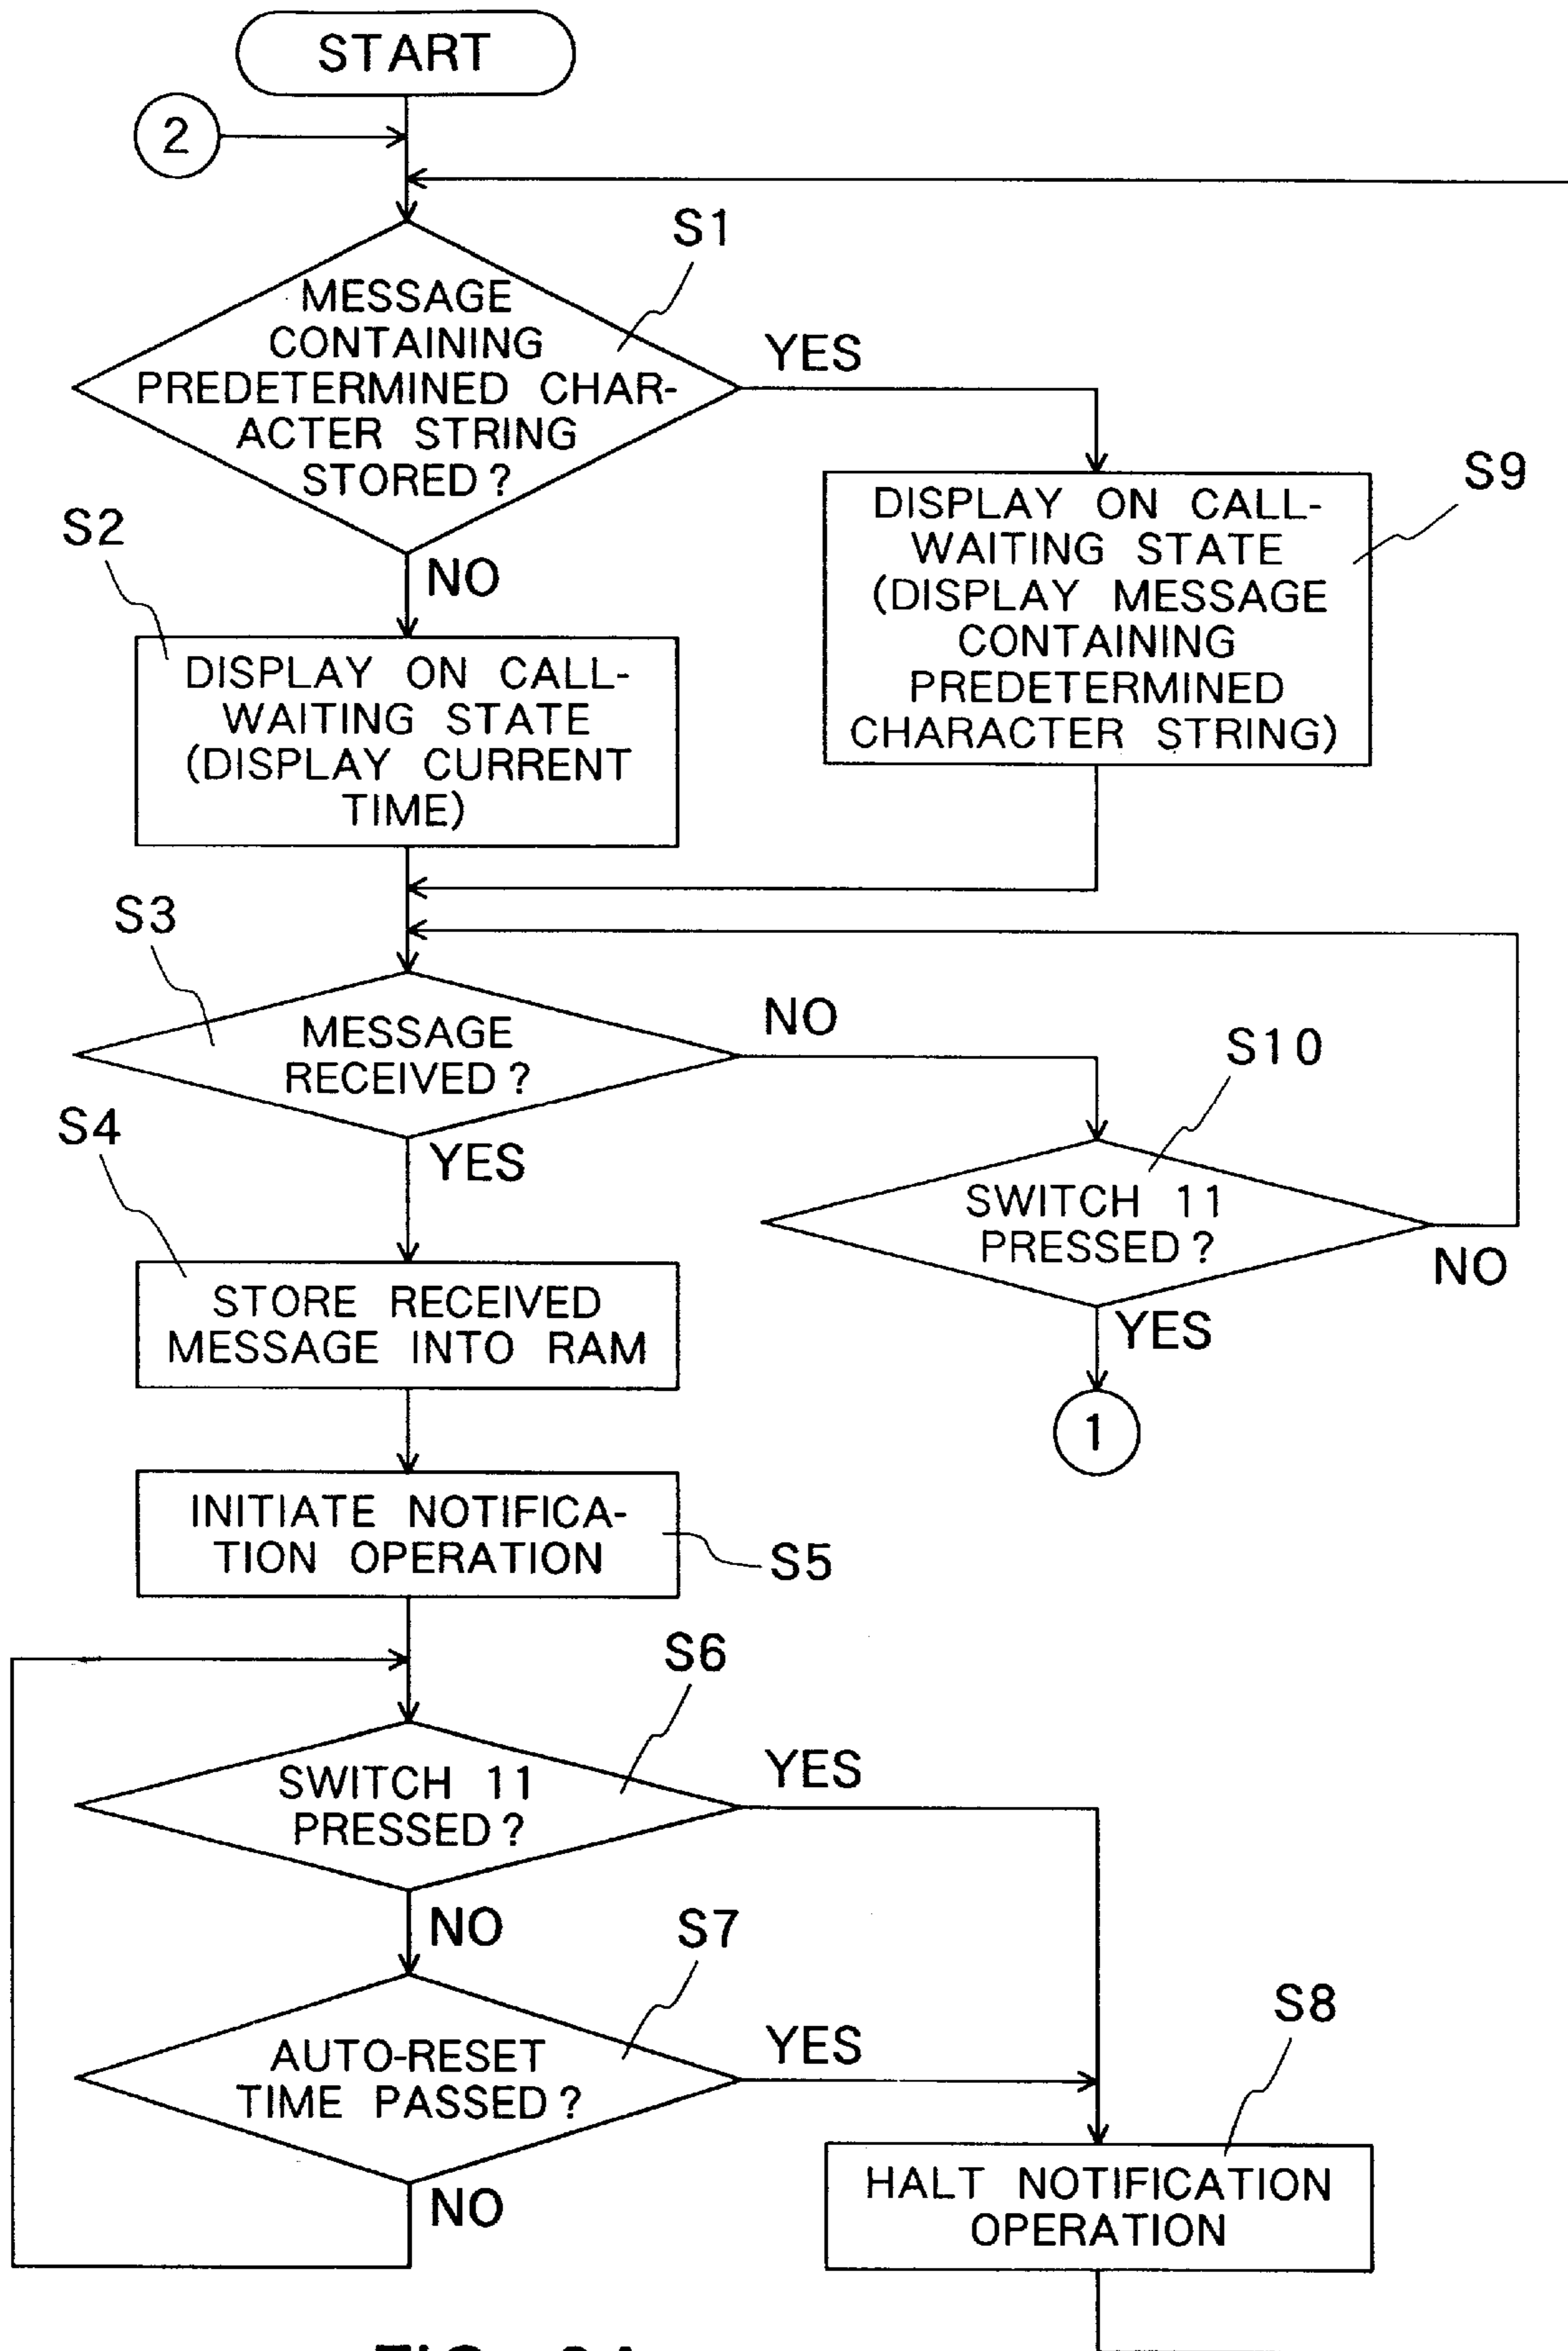 START
2
S1
MESSAGE
CONTAINING
PREDETERMINED CHAR-
ACTER STRING
STORED?
YES
NO
S9
DISPLAY ON CALL-
WAITING STATE
(DISPLAY MESSAGE
CONTAINING
PREDETERMINED
CHARACTER STRING)
S2
DISPLAY ON CALL-
WAITING STATE
(DISPLAY CURRENT
TIME)
S3
MESSAGE
RECEIVED?
NO
YES
S10
SWITCH 11
PRESSED?
NO
YES
1
S4
STORE RECEIVED
MESSAGE INTO RAM
INITIATE NOTIFICA-
TION OPERATION
S5
S6
SWITCH 11
PRESSED?
YES
NO
S7
AUTO-RESET
TIME PASSED?
YES
NO
S8
HALT NOTIFICATION
OPERATION